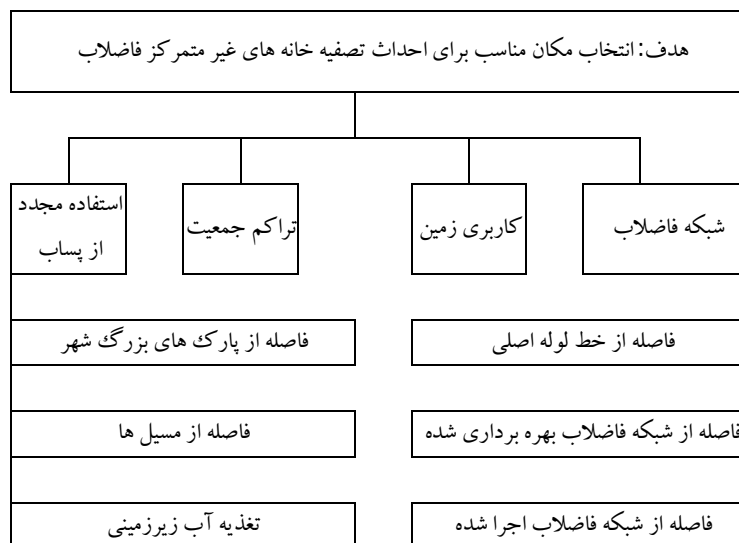 هدف: انتخاب مکان مناسب برای احداث تصفیه خانه های غیر متمرکز فاضلاب
شبکه فاضلاب
کاربری زمین
تراکم جمعیت
استفاده مجدد
از پساب
فاصله از خط لوله اصلی
فاصله از پارک های بزرگ شهر
فاصله از شبکه فاضلاب بهره برداری شده
فاصله از مسیل ها
فاصله از شبکه فاضلاب اجرا شده
تغذیه آب زیرزمینی